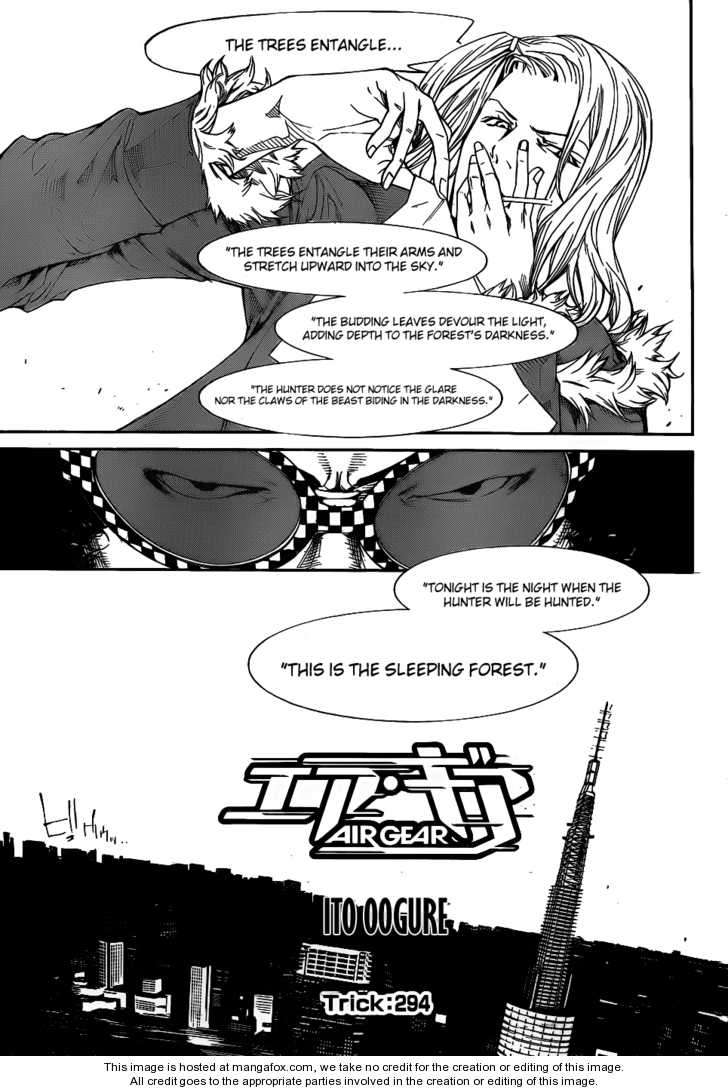 THE TREES ENTANGLE...
"THE TREES ENTANGLE THEIR ARMS AND
STRETCH UPWARD INTO THE SKY."
"THE BUDDING LEAVES DEVOUR THE LIGHT,
ADDING DEPTH TO THE FOREST'S DARKNESS."
"THE HUNTER DOES NOT NOTICE THE GLARE
NOR THE CLAWS OF THE BEAST BIDING IN THE DARKNESS."
"TONIGHT IS THE NIGHT WHEN THE
HUNTER WILL BE HUNTED."
"THIS IS THE SLEEPING FOREST."
エア・ギア
AIR GEAR
ITO OOGURE
Trick:294
This image is hosted at mangafox.com, we take no credit for the creation or editing of this image.
All credit goes to the appropriate parties involved in the creation or editing of this image.